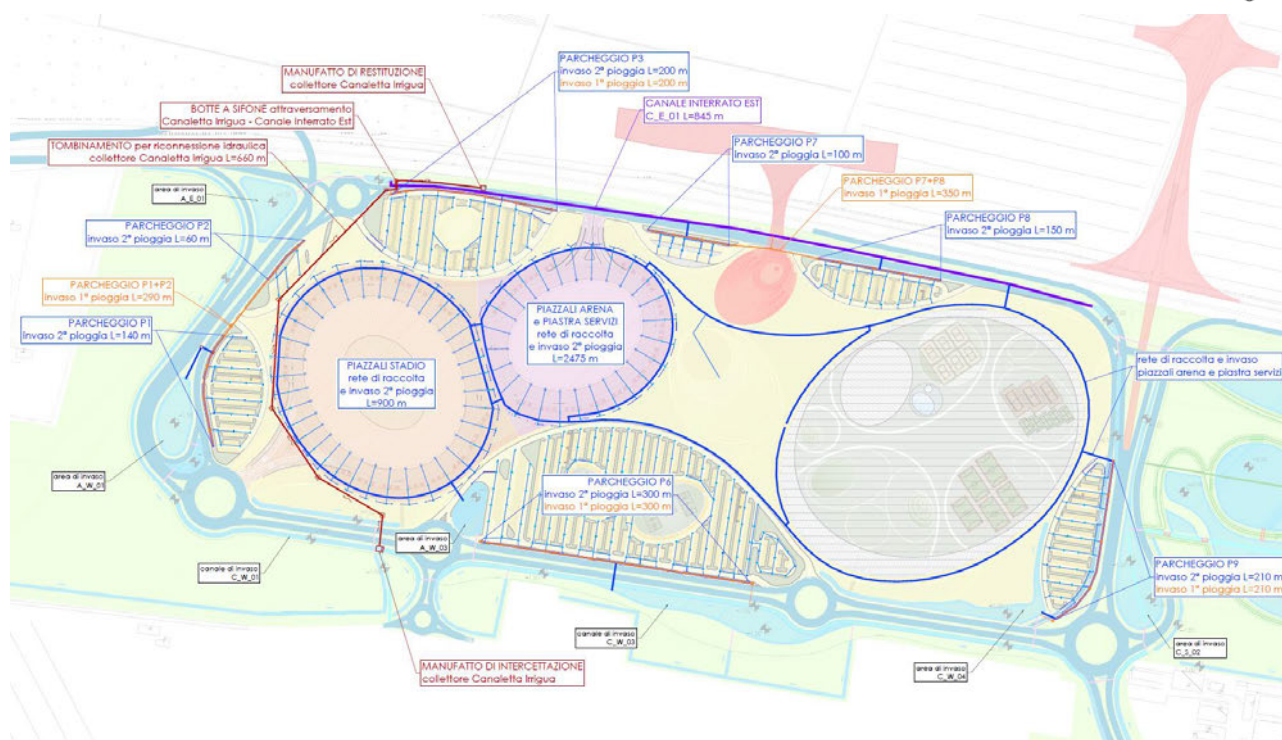 PARCHEGGIO P3
invaso 2ª pioggia L=200 m
invaso 1ª pioggia L=200 m
MANUFATTO DI RESTITUZIONE
collettore Canaletta Irrigua
CANALE INTERRATO EST
C_E_01 L=845 m
BOTTE A SIFONE attraversamento
Canaletta Irrigua - Canale Interrato Est
TOMBINAMENTO per riconnessione idraulica
collettore Canaletta Irrigua L=660 m
PARCHEGGIO P7
invaso 2ª pioggia L=100 m
PARCHEGGIO P7+P8
invaso 1ª pioggia L=350 m
area di invaso
A_E_01
PARCHEGGIO P8
invaso 2ª pioggia L=150 m
PARCHEGGIO P2
invaso 2ª pioggia L=60 m
PARCHEGGIO P1+P2
invaso 1ª pioggia L=290 m
PARCHEGGIO P1
invaso 2ª pioggia L=140 m
PIAZZALI ARENA
e PIASTRA SERVIZI
rete di raccolta
e invaso 2ª pioggia
L=2475 m
PIAZZALI STADIO
rete di raccolta
e invaso 2ª pioggia
L=900 m
rete di raccolta e invaso
piazzali arena e piastra servizi
area di invaso
A_W_01
PARCHEGGIO P6
invaso 2ª pioggia L=300 m
invaso 1ª pioggia L=300 m
area di invaso
A_W_03
canale di invaso
C_W_01
PARCHEGGIO P9
invaso 2ª pioggia L=210 m
invaso 1ª pioggia L=210 m
canale di invaso
C_W_03
area di invaso
C_S_02
MANUFATTO DI INTERCETTAZIONE
collettore Canaletta Irrigua
area di invaso
C_W_04